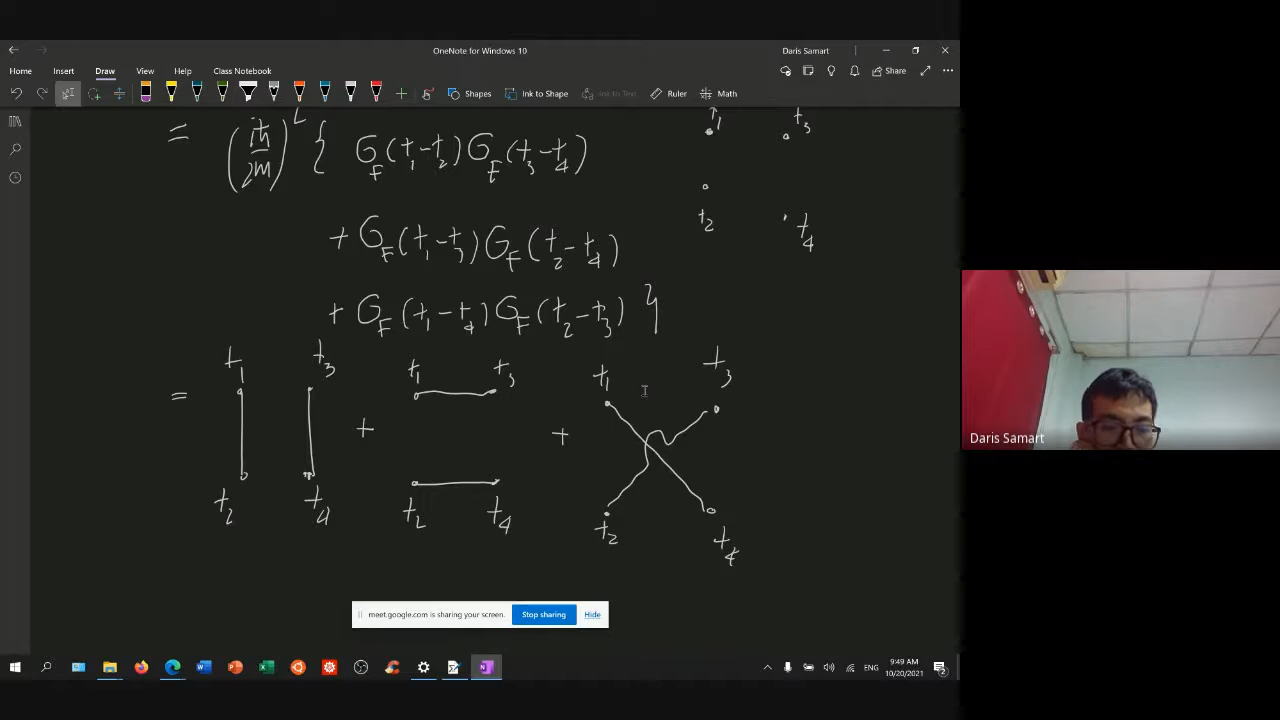 OneNote for Windows 10
Daris Samart
Home Insert Draw View Help Class Notebook
Share
Shapes Ink to Shape Ink to Text Ruler Math
= (iħ/2m)² { G_F(t₁-t₂) G_F(t₃-t₄)
+ G_F(t₁-t₃) G_F(t₂-t₄)
+ G_F(t₁-t₄) G_F(t₂-t₃) }
t₁ t₃
t₂ t₄
t₁ t₃ t₁ t₃ t₁ t₃
= + +
t₂ t₄ t₂ t₄ t₂ t₄
Daris Samart
meet.google.com is sharing your screen. Stop sharing Hide
ENG
9:49 AM
10/20/2021
2